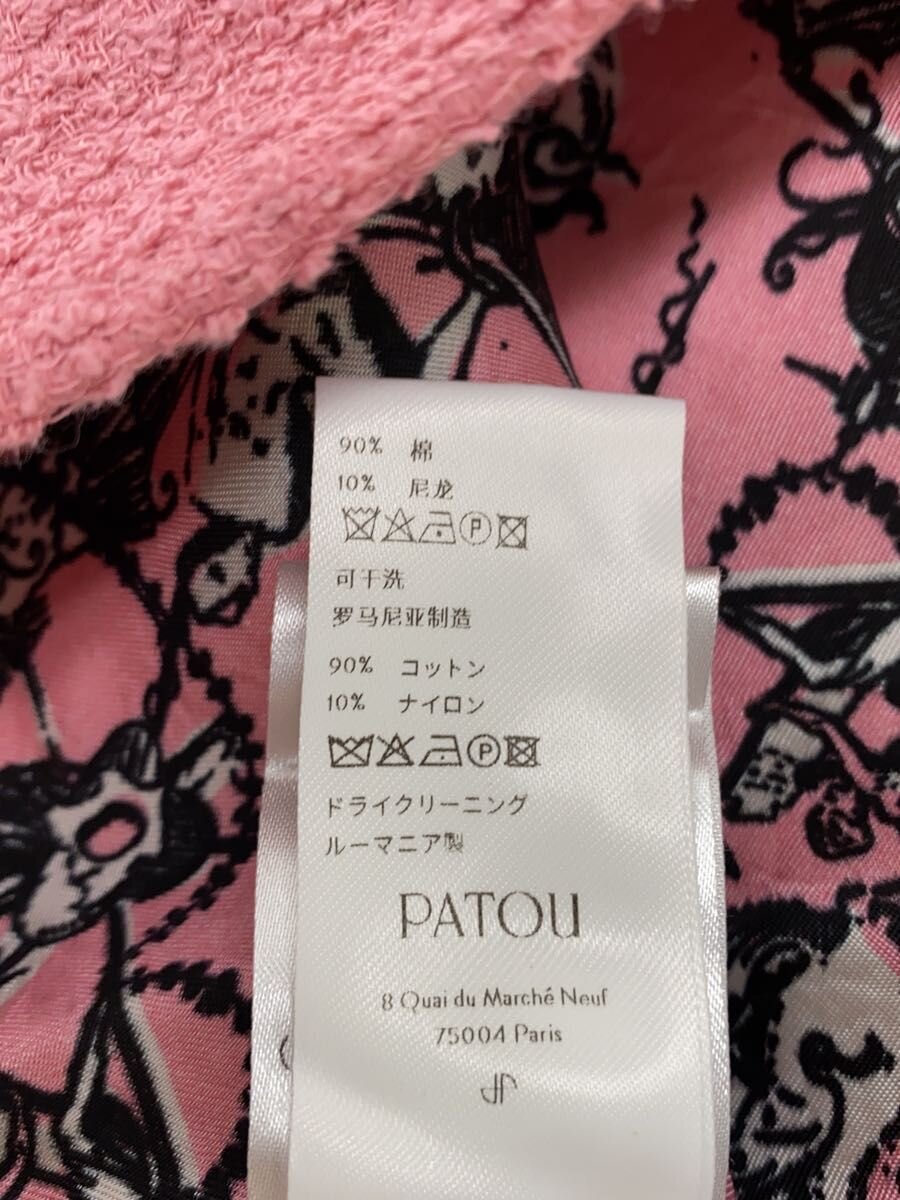 90% 棉
10% 尼龙
P
可干洗
罗马尼亚制造
90% コットン
10% ナイロン
P
ドライクリーニング
ルーマニア製
PATOU
8 Quai du Marché Neuf
75004 Paris
JP